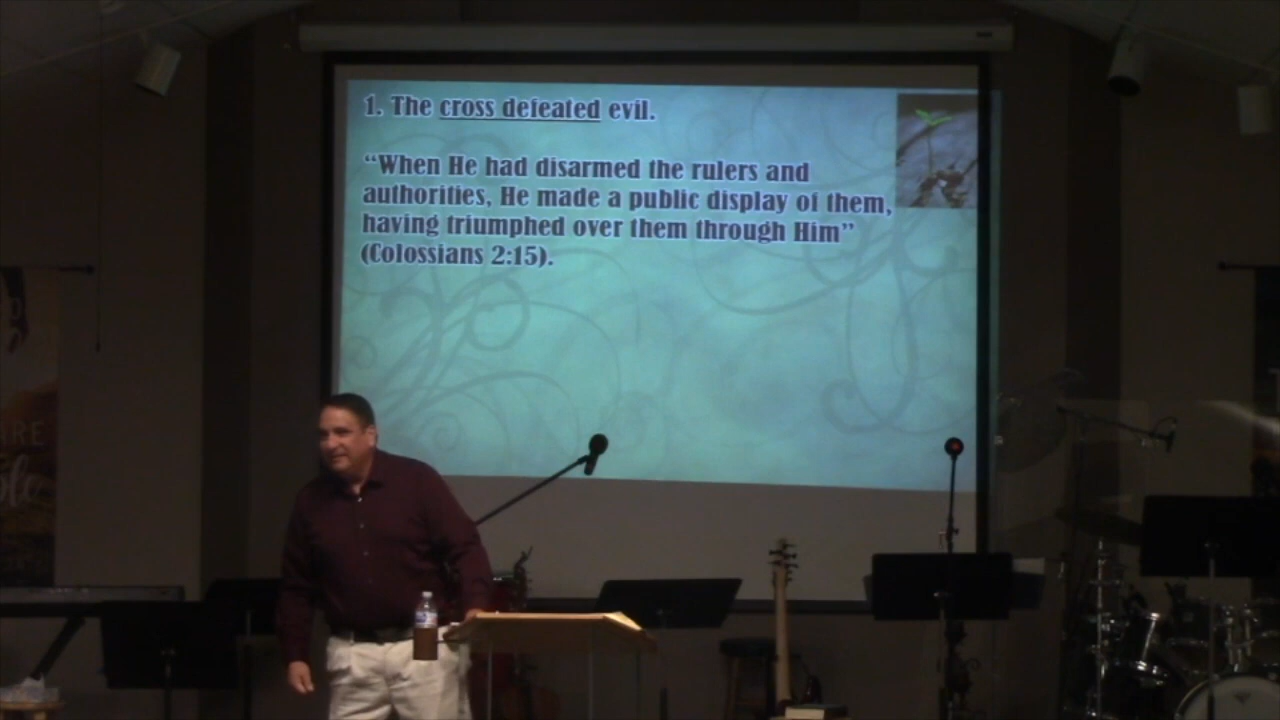 1. The cross defeated evil.
“When He had disarmed the rulers and
authorities, He made a public display of them,
having triumphed over them through Him”
(Colossians 2:15).